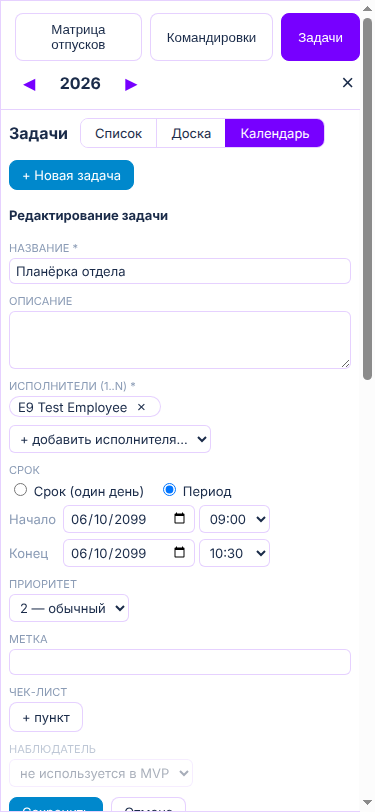 Матрица
отпусков
Командировки
Задачи
◀ 2026 ▶ ×
Задачи
Список
Доска
Календарь
+ Новая задача
Редактирование задачи
НАЗВАНИЕ *
Планёрка отдела
ОПИСАНИЕ
ИСПОЛНИТЕЛИ (1..N) *
E9 Test Employee ×
+ добавить исполнителя...
СРОК
Срок (один день) Период
Начало 06/10/2099 09:00
Конец 06/10/2099 10:30
ПРИОРИТЕТ
2 — обычный
МЕТКА
ЧЕК-ЛИСТ
+ пункт
НАБЛЮДАТЕЛЬ
не используется в MVP
Сохранить Отмена